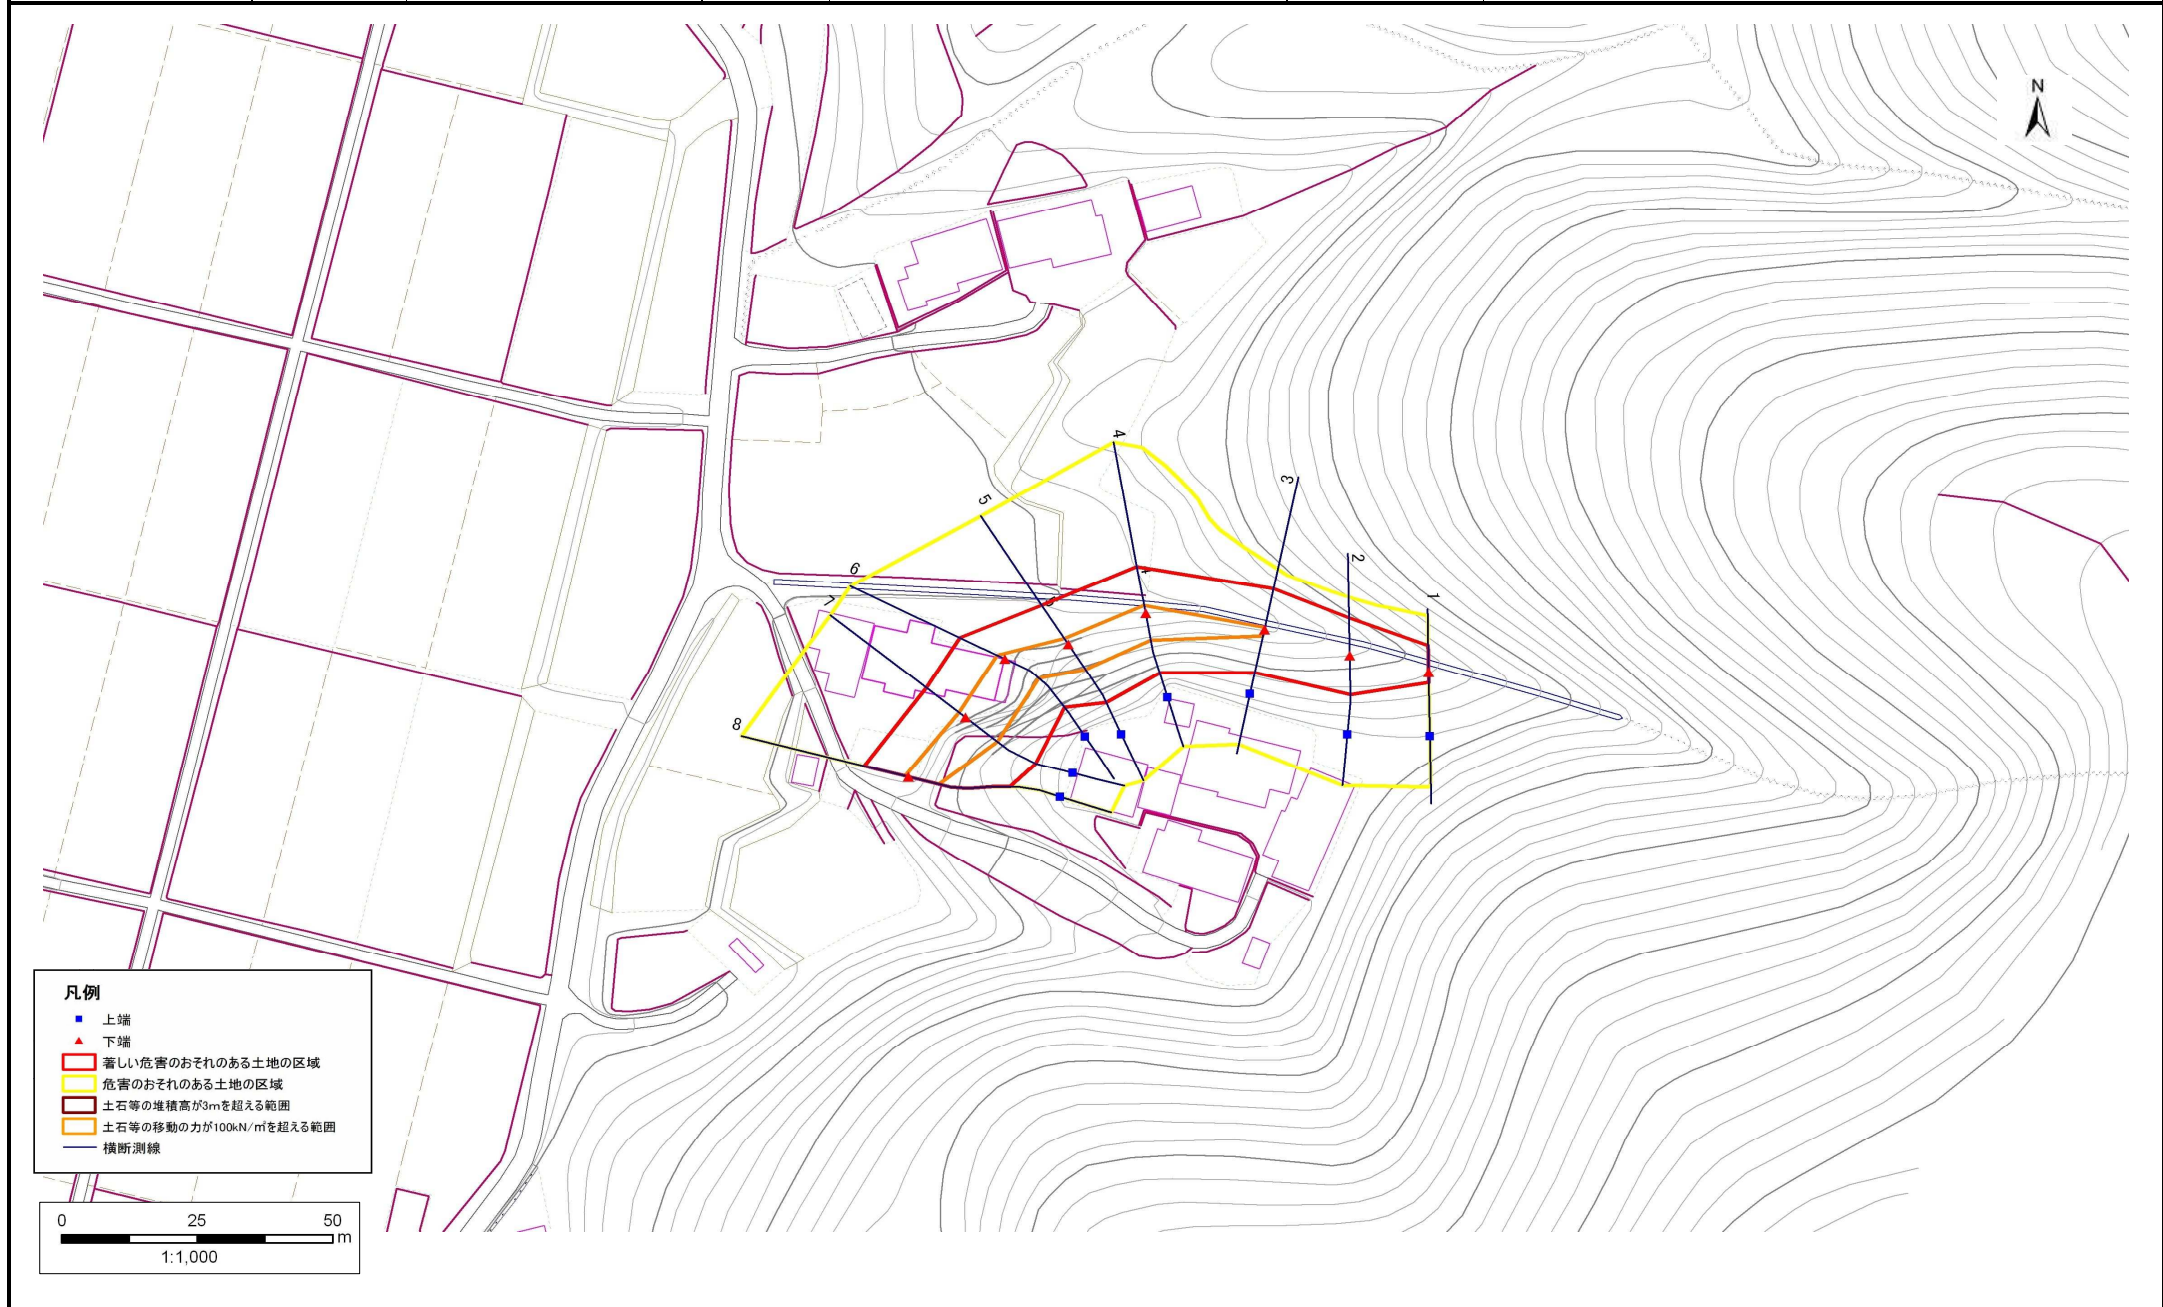 N
4
3
5
2
6
1
7
4
5
8
凡例
上端
下端
著しい危害のおそれのある土地の区域
危害のおそれのある土地の区域
土石等の堆積高が3mを超える範囲
土石等の移動の力が100kN/㎡を超える範囲
横断測線
0 25 50
m
1:1,000